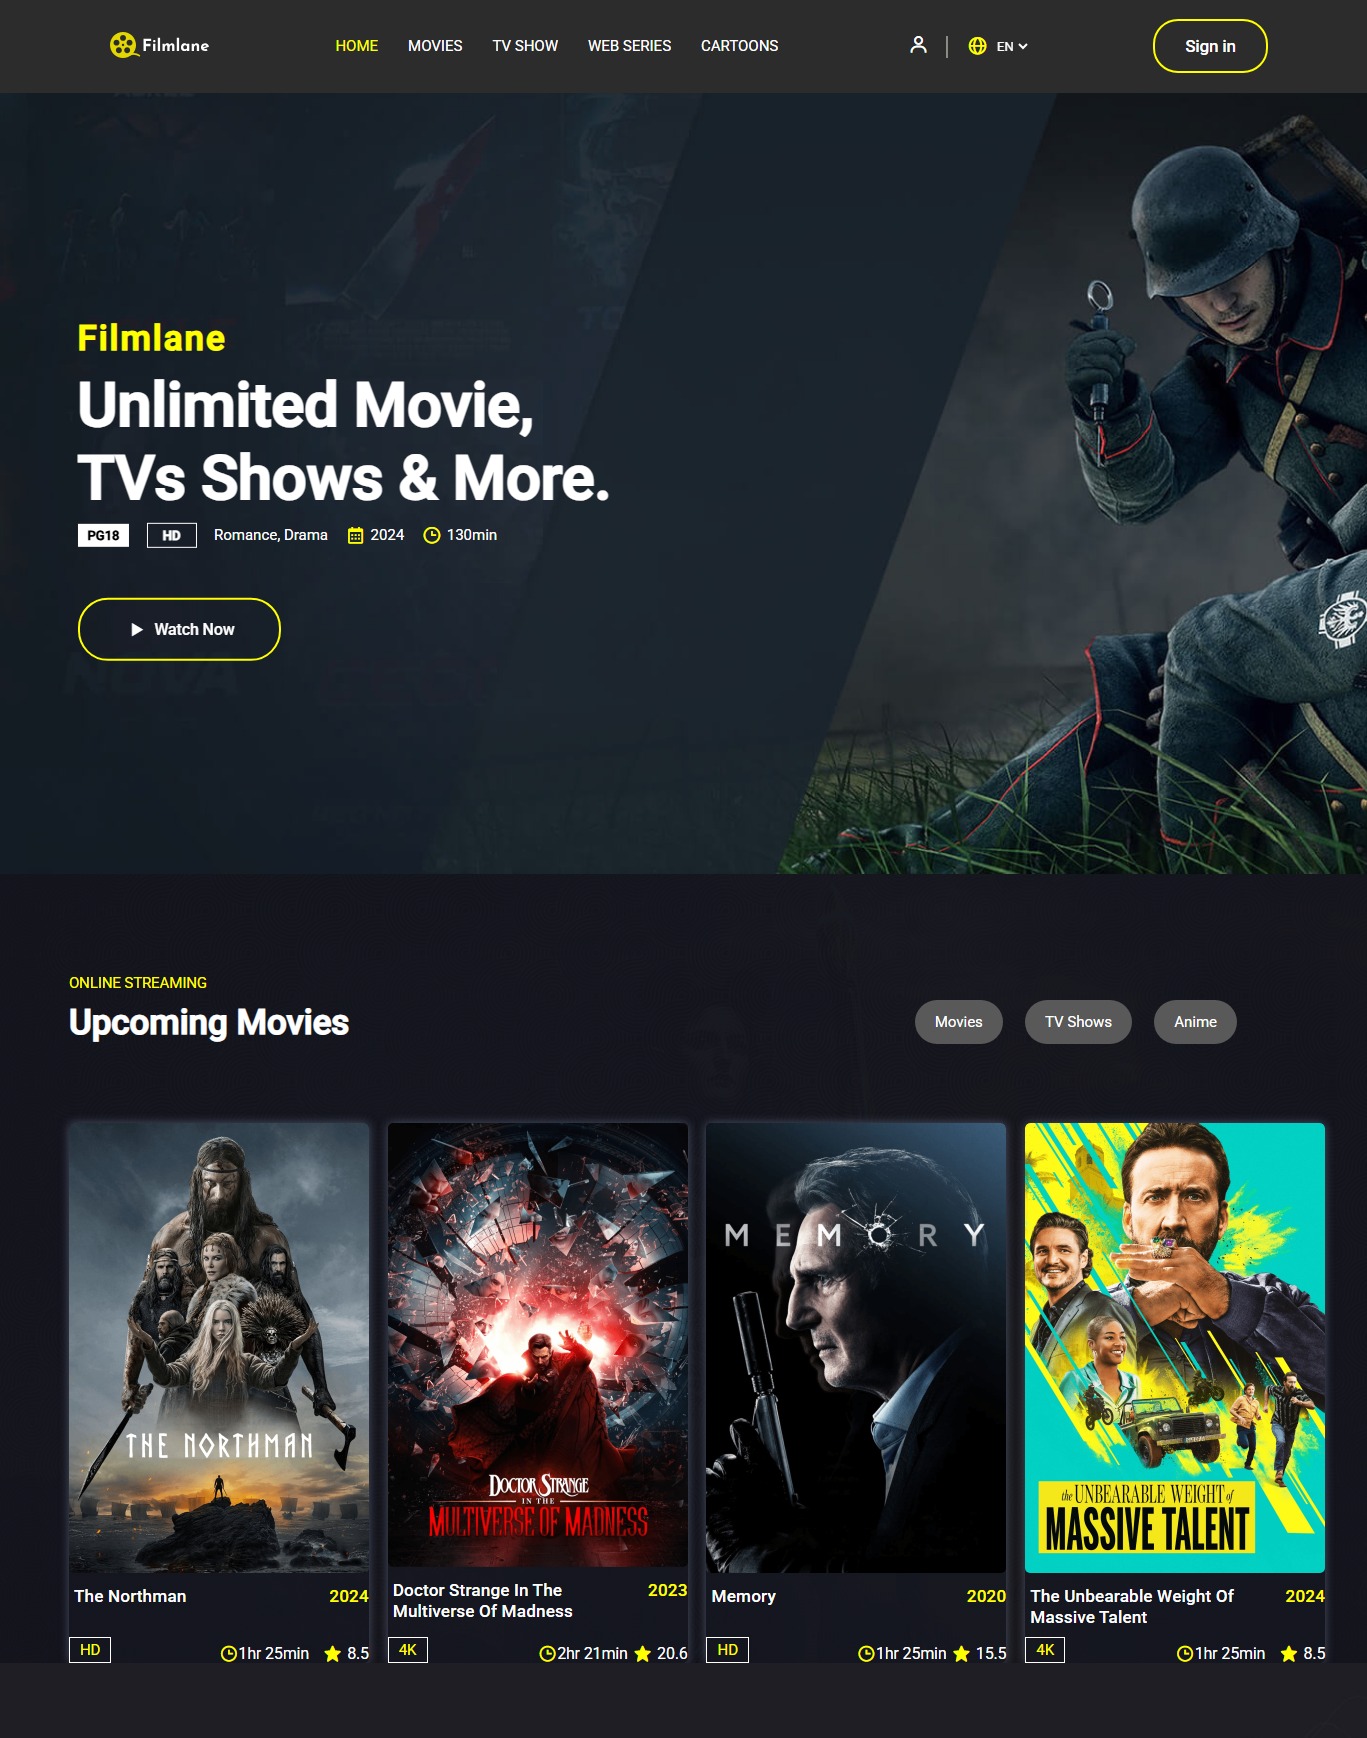 Filmlane
HOME MOVIES TV SHOW WEB SERIES CARTOONS
EN
Sign in
Filmlane
Unlimited Movie,
TVs Shows & More.
PG18 HD Romance, Drama 2024 130min
Watch Now
ONLINE STREAMING
Upcoming Movies
Movies TV Shows Anime
THE NORTHMAN
DOCTOR STRANGE
IN THE
MULTIVERSE OF MADNESS
MEMORY
the UNBEARABLE WEIGHT of
MASSIVE TALENT
The Northman 2024
HD 1hr 25min 8.5
Doctor Strange In The 2023
Multiverse Of Madness
4K 2hr 21min 20.6
Memory 2020
HD 1hr 25min 15.5
The Unbearable Weight Of 2024
Massive Talent
4K 1hr 25min 8.5